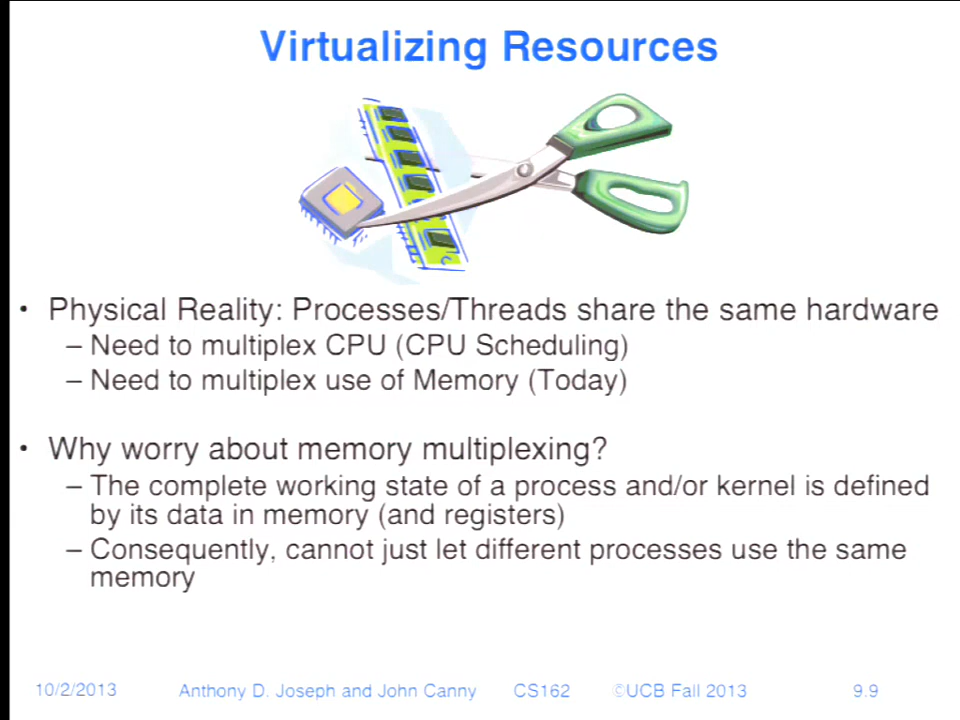 Virtualizing Resources
• Physical Reality: Processes/Threads share the same hardware
– Need to multiplex CPU (CPU Scheduling)
– Need to multiplex use of Memory (Today)
• Why worry about memory multiplexing?
– The complete working state of a process and/or kernel is defined
by its data in memory (and registers)
– Consequently, cannot just let different processes use the same
memory
10/2/2013 Anthony D. Joseph and John Canny CS162 ©UCB Fall 2013 9.9